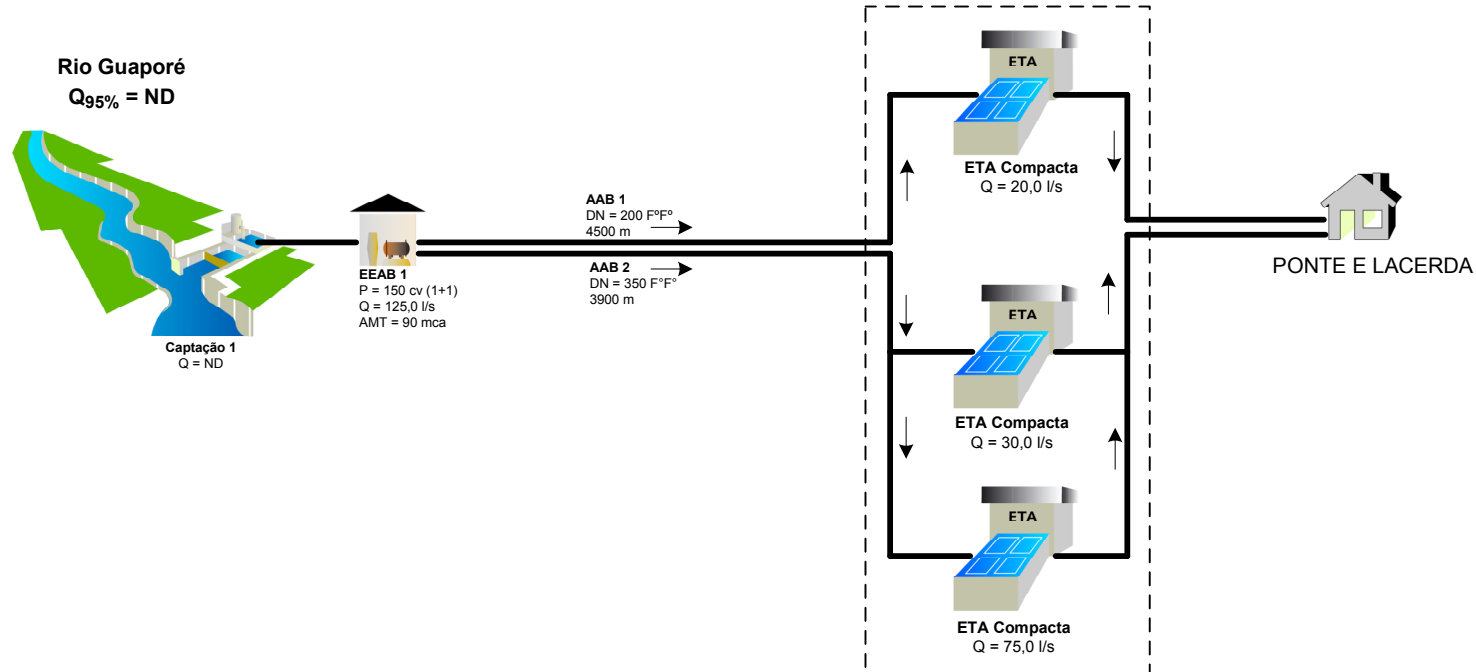 Rio Guaporé
Q95% = ND
Captação 1
Q = ND
EEAB 1
P = 150 cv (1+1)
Q = 125,0 l/s
AMT = 90 mca
AAB 1
DN = 200 FºFº
4500 m
AAB 2
DN = 350 F°F°
3900 m
ETA
ETA Compacta
Q = 20,0 l/s
ETA
ETA Compacta
Q = 30,0 l/s
ETA
ETA Compacta
Q = 75,0 l/s
PONTE E LACERDA